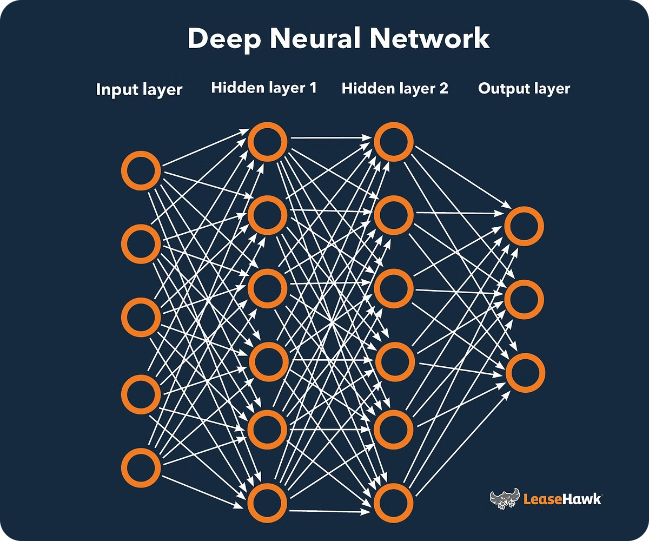 Deep Neural Network
Input layer
Hidden layer 1
Hidden layer 2
Output layer
LeaseHawk